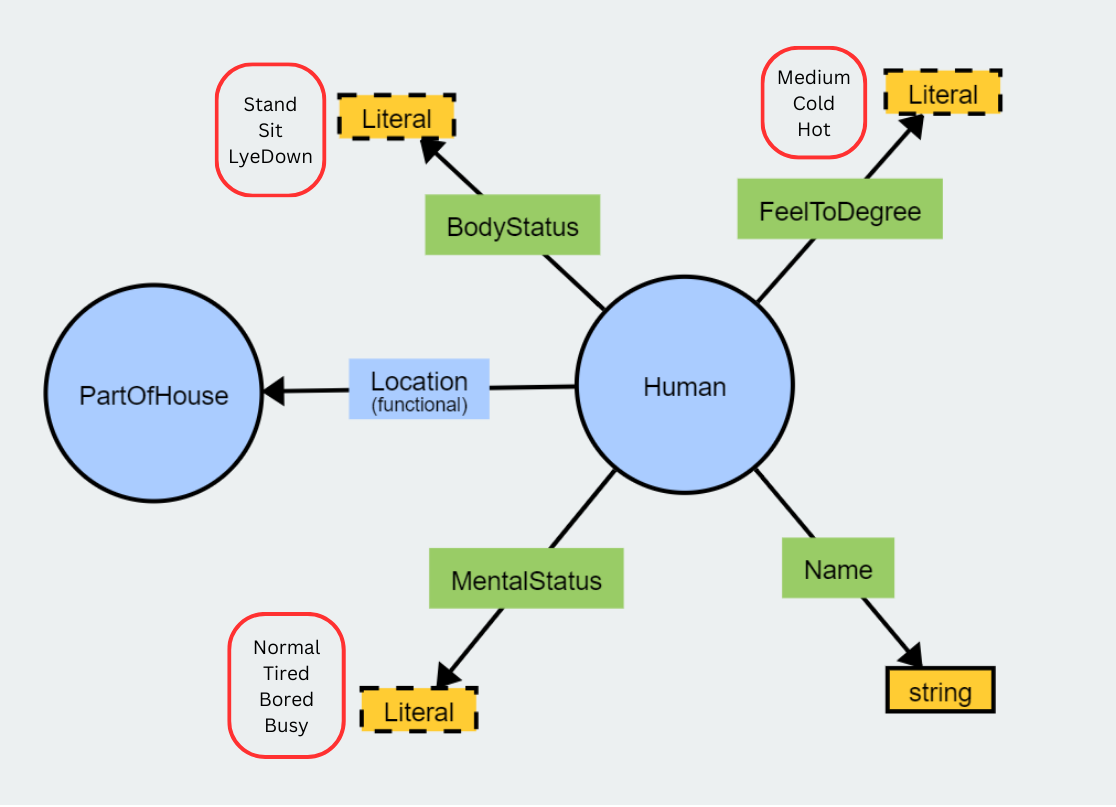 Stand
Sit
LyeDown
Literal
Medium
Cold
Hot
Literal
BodyStatus
FeelToDegree
PartOfHouse
Location
(functional)
Human
MentalStatus
Name
Normal
Tired
Bored
Busy
Literal
string